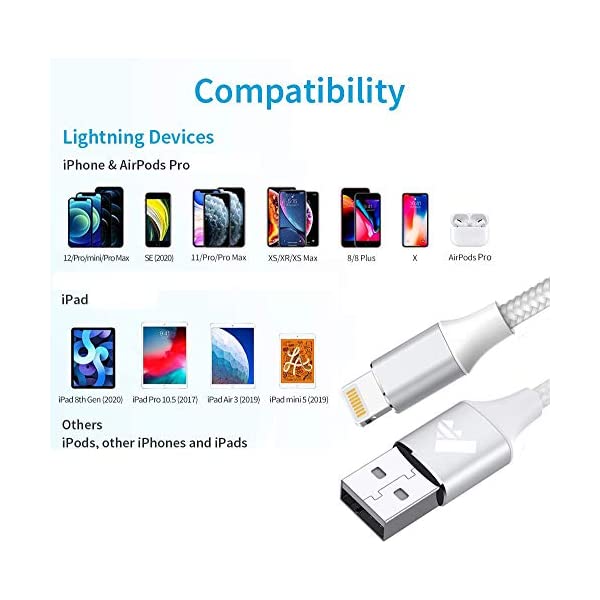 Compatibility
Lightning Devices
iPhone & AirPods Pro
12/Pro/mini/Pro Max SE (2020) 11/Pro/Pro Max XS/XR/XS Max 8/8 Plus X AirPods Pro
iPad
iPad 8th Gen (2020) iPad Pro 10.5 (2017) iPad Air 3 (2019) iPad mini 5 (2019)
Others
iPods, other iPhones and iPads